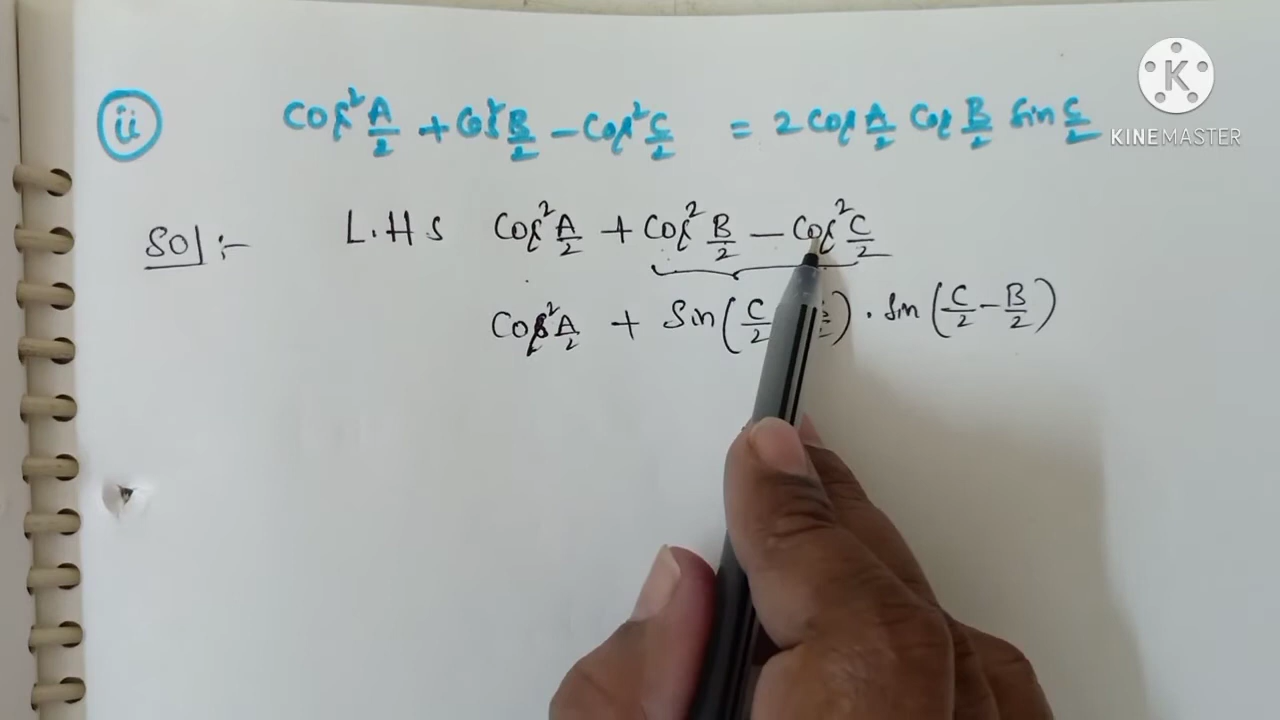 ii Cos²A/2 + Cos²B/2 − Cos²C/2 = 2 Cos A/2 Cos B/2 Sin C/2
KINEMASTER
Sol:- L.H.S Cos²A/2 + Cos²B/2 − Cos²C/2
Cos²A/2 + Sin(C/2 ) . Sin(C/2 − B/2)